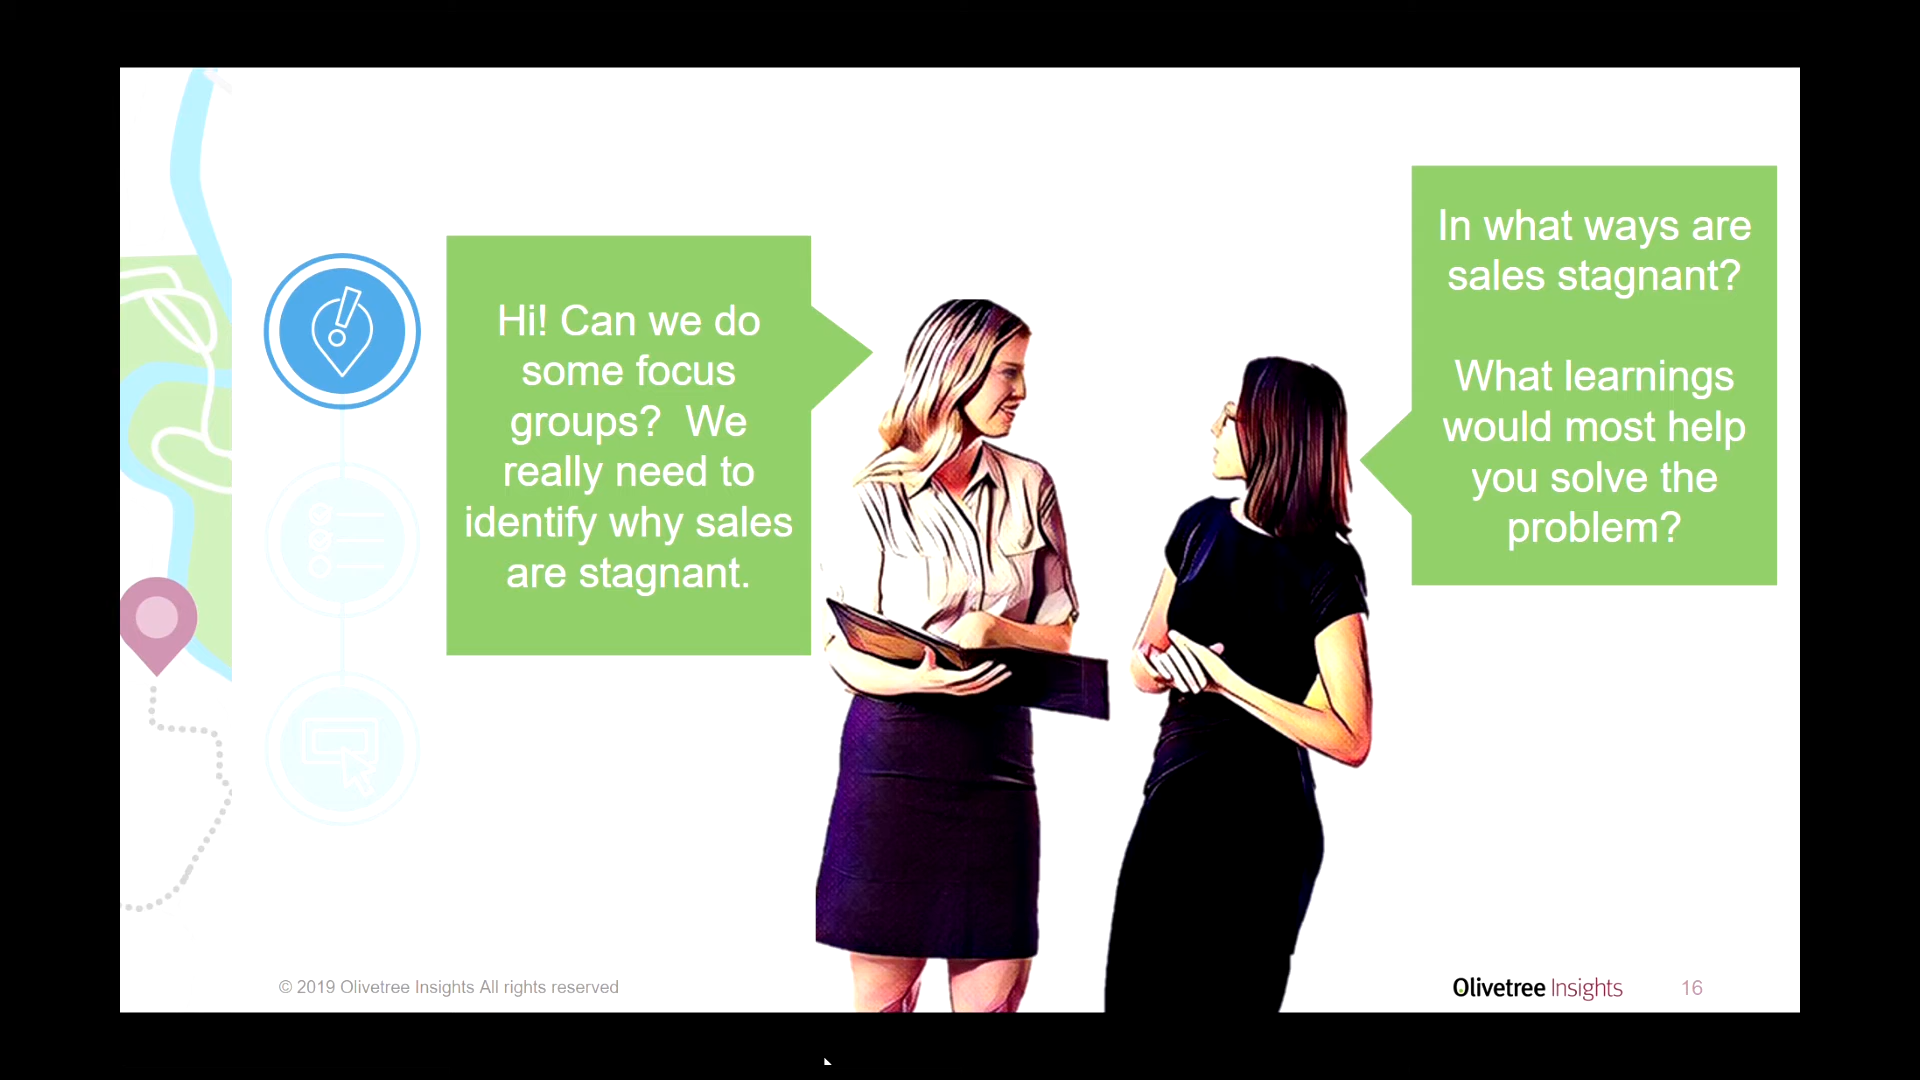 Hi! Can we do
some focus
groups?  We
really need to
identify why sales
are stagnant.
In what ways are
sales stagnant?
What learnings
would most help
you solve the
problem?
© 2019 Olivetree Insights All rights reserved
Olivetree Insights
16